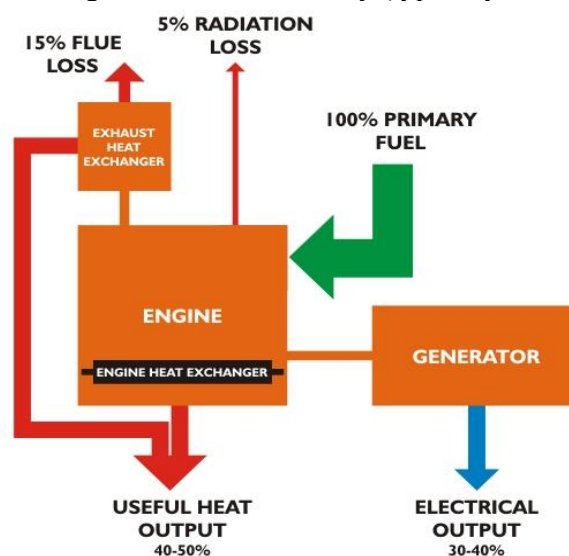 5% RADIATION
LOSS
15% FLUE
LOSS
100% PRIMARY
FUEL
EXHAUST
HEAT
EXCHANGER
ENGINE
GENERATOR
ENGINE HEAT EXCHANGER
USEFUL HEAT
OUTPUT
40-50%
ELECTRICAL
OUTPUT
30-40%